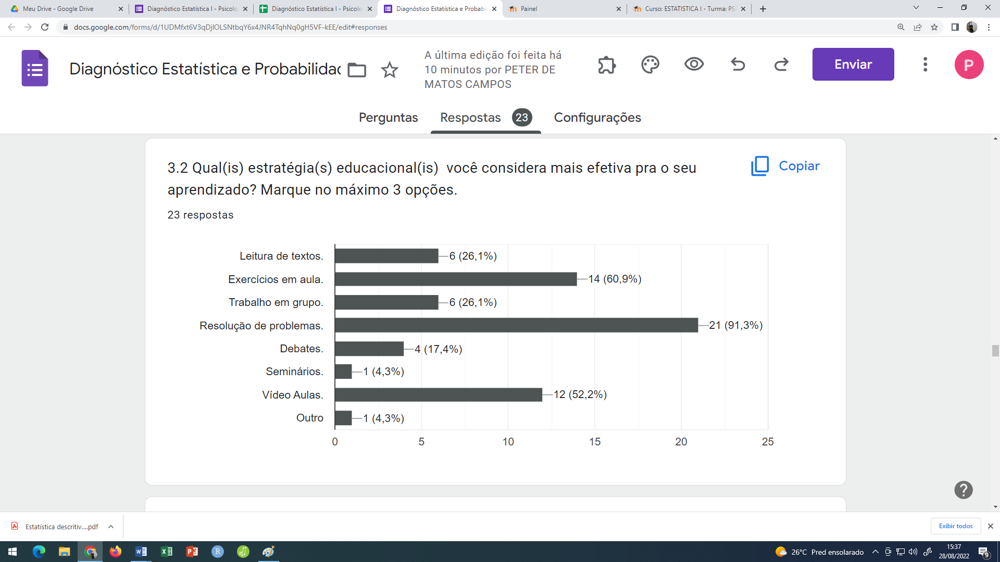 Meu Drive - Google Drive
Diagnóstico Estatística I - Psicolo
Diagnóstico Estatística I - Psicolo
Diagnóstico Estatística e Probabil
Painel
Curso: ESTATISTICA I - Turma: PS
docs.google.com/forms/d/1UDMfxt6V3qDjIOLSNtbqY6x4JNR4TqhNq0gH5VF-kEE/edit#responses
Diagnóstico Estatística e Probabilidad
A última edição foi feita há
10 minutos por PETER DE
MATOS CAMPOS
Enviar
P
Perguntas
Respostas 23
Configurações
3.2 Qual(is) estratégia(s) educacional(is)  você considera mais efetiva pra o seu
aprendizado? Marque no máximo 3 opções.
Copiar
23 respostas
Leitura de textos. 6 (26,1%)
Exercícios em aula. 14 (60,9%)
Trabalho em grupo. 6 (26,1%)
Resolução de problemas. 21 (91,3%)
Debates. 4 (17,4%)
Seminários. 1 (4,3%)
Vídeo Aulas. 12 (52,2%)
Outro 1 (4,3%)
0 5 10 15 20 25
Estatística descritiv....pdf
Exibir todos
26°C Pred ensolarado
15:37
28/08/2022
9